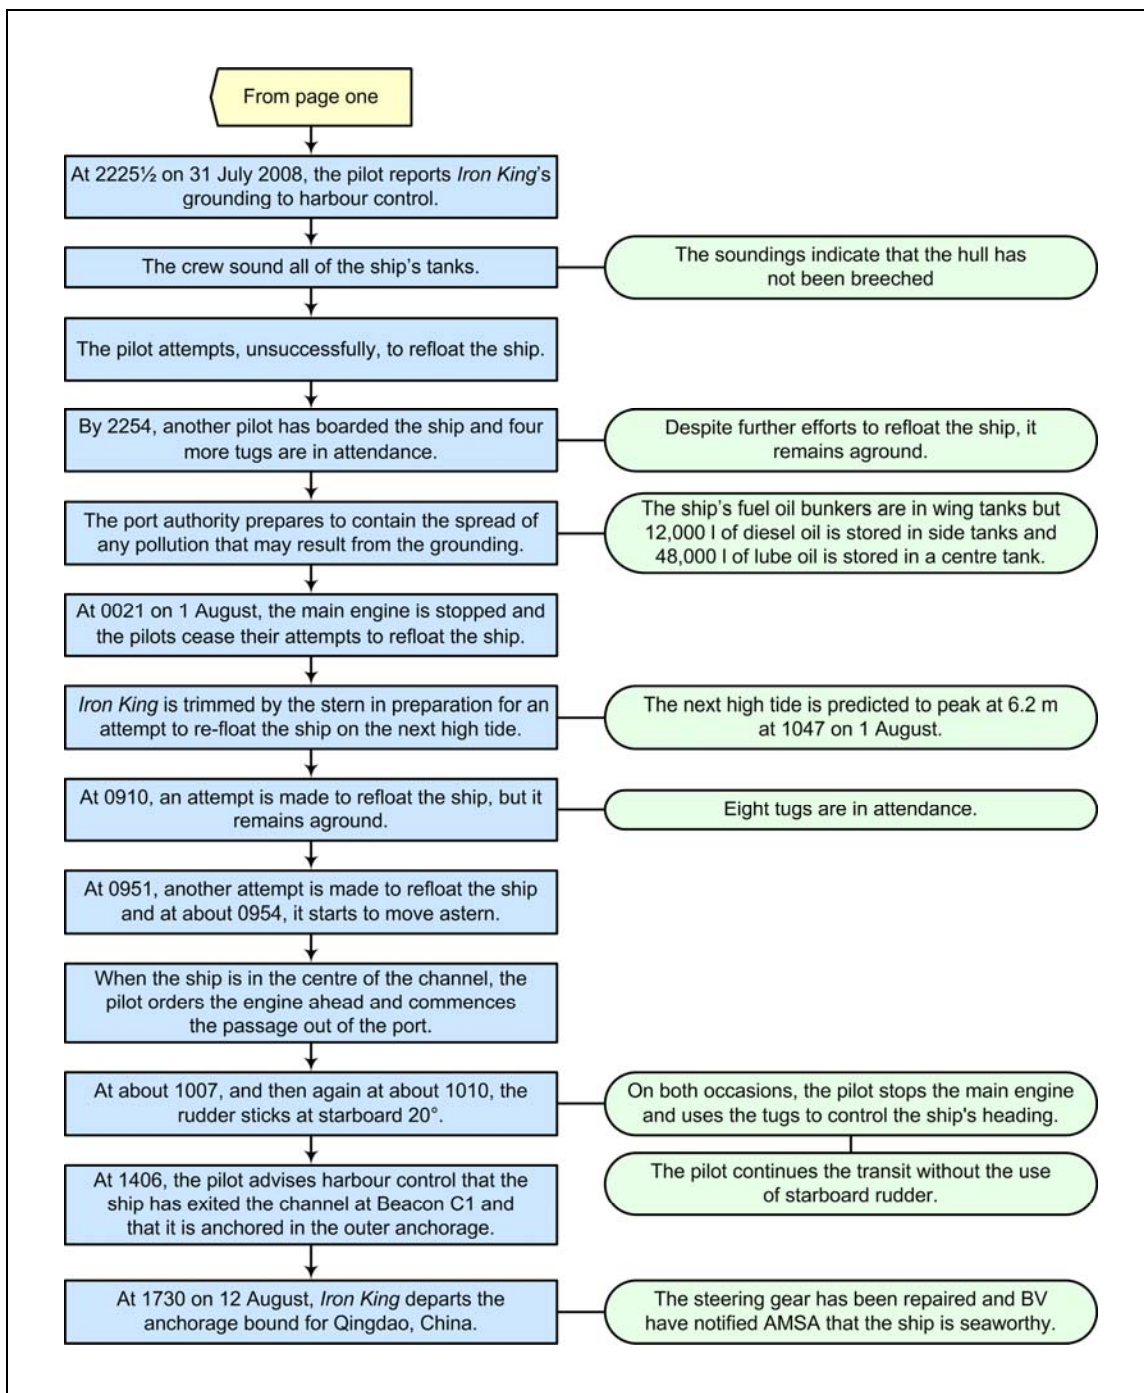 From page one
At 2225½ on 31 July 2008, the pilot reports Iron King's
grounding to harbour control.
The crew sound all of the ship's tanks.
The soundings indicate that the hull has
not been breeched
The pilot attempts, unsuccessfully, to refloat the ship.
By 2254, another pilot has boarded the ship and four
more tugs are in attendance.
Despite further efforts to refloat the ship, it
remains aground.
The port authority prepares to contain the spread of
any pollution that may result from the grounding.
The ship's fuel oil bunkers are in wing tanks but
12,000 l of diesel oil is stored in side tanks and
48,000 l of lube oil is stored in a centre tank.
At 0021 on 1 August, the main engine is stopped and
the pilots cease their attempts to refloat the ship.
Iron King is trimmed by the stern in preparation for an
attempt to re-float the ship on the next high tide.
The next high tide is predicted to peak at 6.2 m
at 1047 on 1 August.
At 0910, an attempt is made to refloat the ship, but it
remains aground.
Eight tugs are in attendance.
At 0951, another attempt is made to refloat the ship
and at about 0954, it starts to move astern.
When the ship is in the centre of the channel, the
pilot orders the engine ahead and commences
the passage out of the port.
At about 1007, and then again at about 1010, the
rudder sticks at starboard 20°.
On both occasions, the pilot stops the main engine
and uses the tugs to control the ship's heading.
The pilot continues the transit without the use
of starboard rudder.
At 1406, the pilot advises harbour control that the
ship has exited the channel at Beacon C1 and
that it is anchored in the outer anchorage.
At 1730 on 12 August, Iron King departs the
anchorage bound for Qingdao, China.
The steering gear has been repaired and BV
have notified AMSA that the ship is seaworthy.